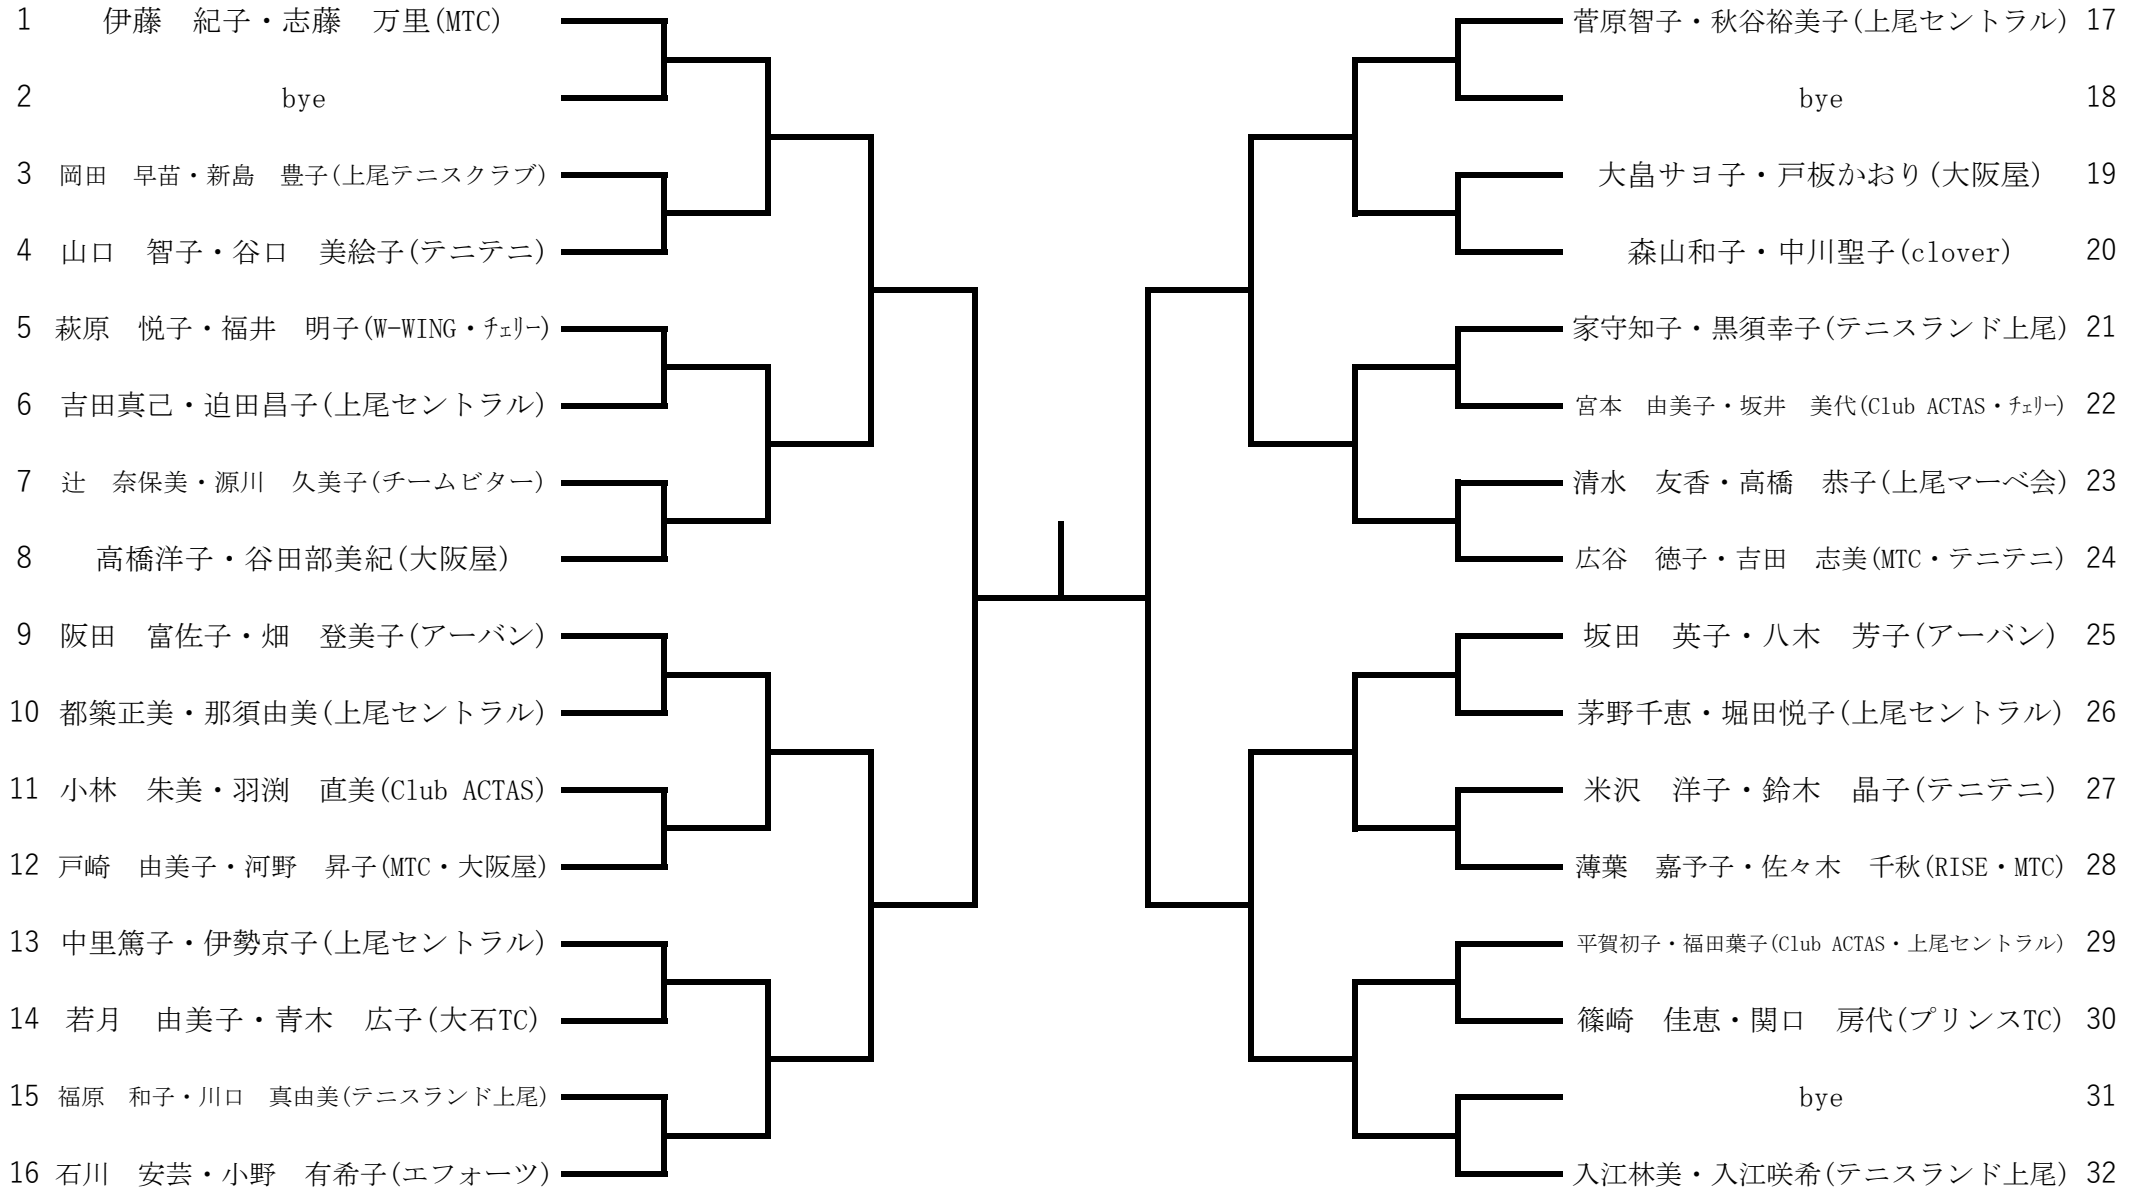 1 伊藤　紀子・志藤　万里(MTC)
2 bye
3 岡田　早苗・新島　豊子(上尾テニスクラブ)
4 山口　智子・谷口　美絵子(テニテニ)
5 萩原　悦子・福井　明子(W-WING・ﾁｪﾘｰ)
6 吉田真己・迫田昌子(上尾セントラル)
7 辻　奈保美・源川　久美子(チームビター)
8 高橋洋子・谷田部美紀(大阪屋)
9 阪田　富佐子・畑　登美子(アーバン)
10 都築正美・那須由美(上尾セントラル)
11 小林　朱美・羽渕　直美(Club ACTAS)
12 戸崎　由美子・河野　昇子(MTC・大阪屋)
13 中里篤子・伊勢京子(上尾セントラル)
14 若月　由美子・青木　広子(大石TC)
15 福原　和子・川口　真由美(テニスランド上尾)
16 石川　安芸・小野　有希子(エフォーツ)
菅原智子・秋谷裕美子(上尾セントラル) 17
bye 18
大畠サヨ子・戸板かおり(大阪屋) 19
森山和子・中川聖子(clover) 20
家守知子・黒須幸子(テニスランド上尾) 21
宮本　由美子・坂井　美代(Club ACTAS・ﾁｪﾘｰ) 22
清水　友香・高橋　恭子(上尾マーベ会) 23
広谷　徳子・吉田　志美(MTC・テニテニ) 24
坂田　英子・八木　芳子(アーバン) 25
茅野千恵・堀田悦子(上尾セントラル) 26
米沢　洋子・鈴木　晶子(テニテニ) 27
薄葉　嘉予子・佐々木　千秋(RISE・MTC) 28
平賀初子・福田葉子(Club ACTAS・上尾セントラル) 29
篠崎　佳恵・関口　房代(プリンスTC) 30
bye 31
入江林美・入江咲希(テニスランド上尾) 32